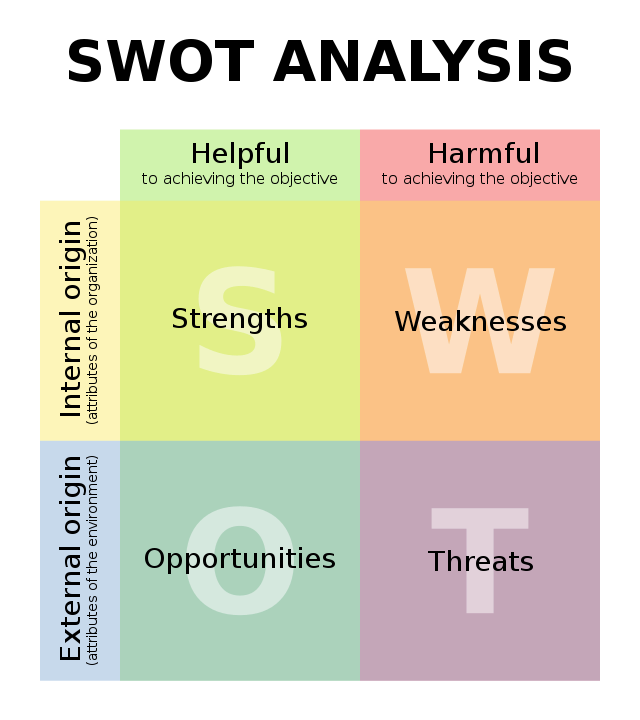 SWOT ANALYSIS
Helpful
to achieving the objective
Harmful
to achieving the objective
Internal origin
(attributes of the organization)
S
Strengths
W
Weaknesses
External origin
(attributes of the environment)
O
Opportunities
T
Threats